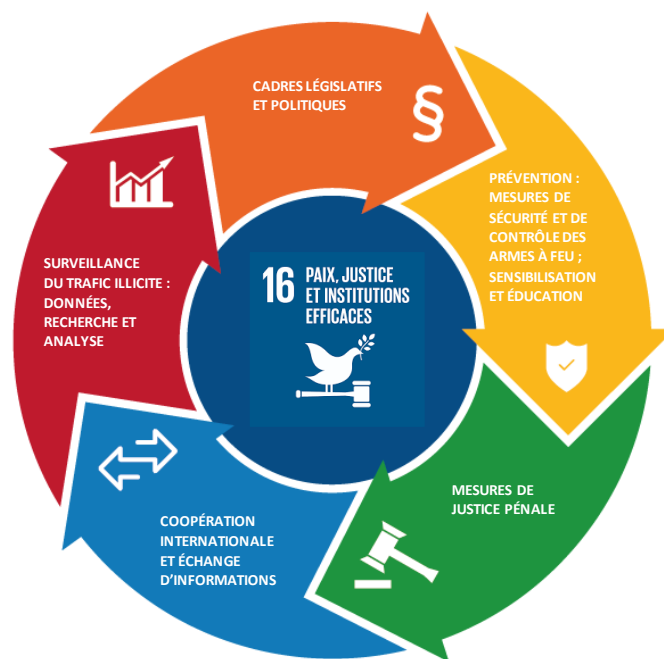 CADRES LÉGISLATIFS
ET POLITIQUES
§
PRÉVENTION :
MESURES DE
SÉCURITÉ ET DE
CONTRÔLE DES
ARMES À FEU ;
SENSIBILISATION
ET ÉDUCATION
MESURES DE
JUSTICE PÉNALE
COOPÉRATION
INTERNATIONALE
ET ÉCHANGE
D’INFORMATIONS
SURVEILLANCE
DU TRAFIC ILLICITE :
DONNÉES,
RECHERCHE ET
ANALYSE
16 PAIX, JUSTICE
ET INSTITUTIONS
EFFICACES